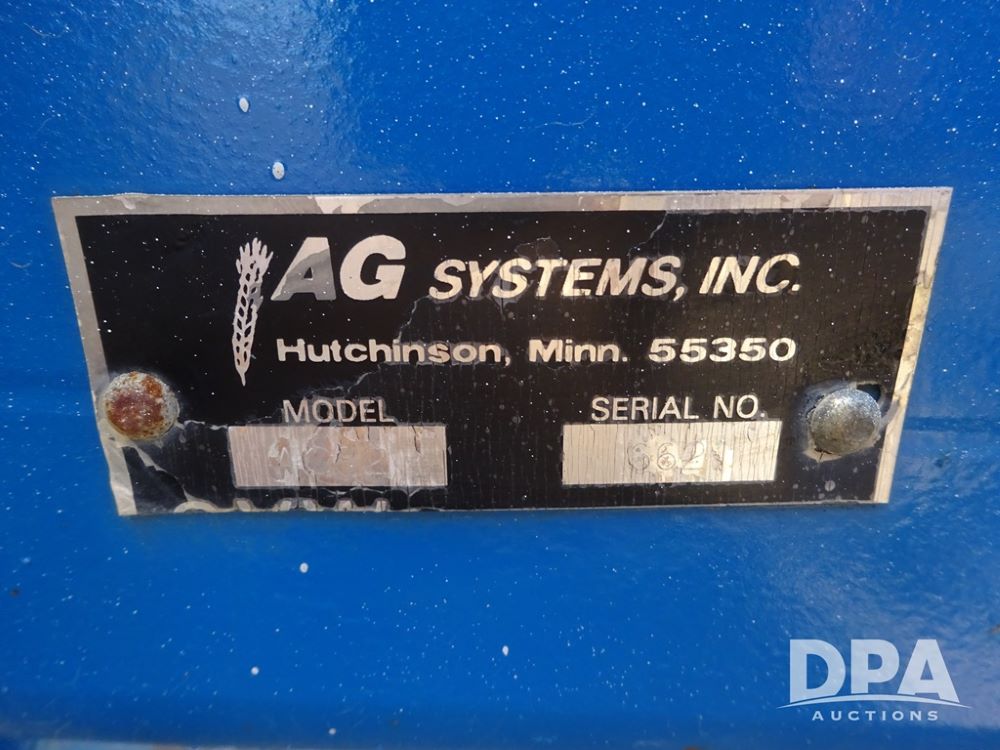 AG SYSTEMS, INC.
Hutchinson, Minn. 55350
MODEL
SERIAL NO.
DPA
AUCTIONS